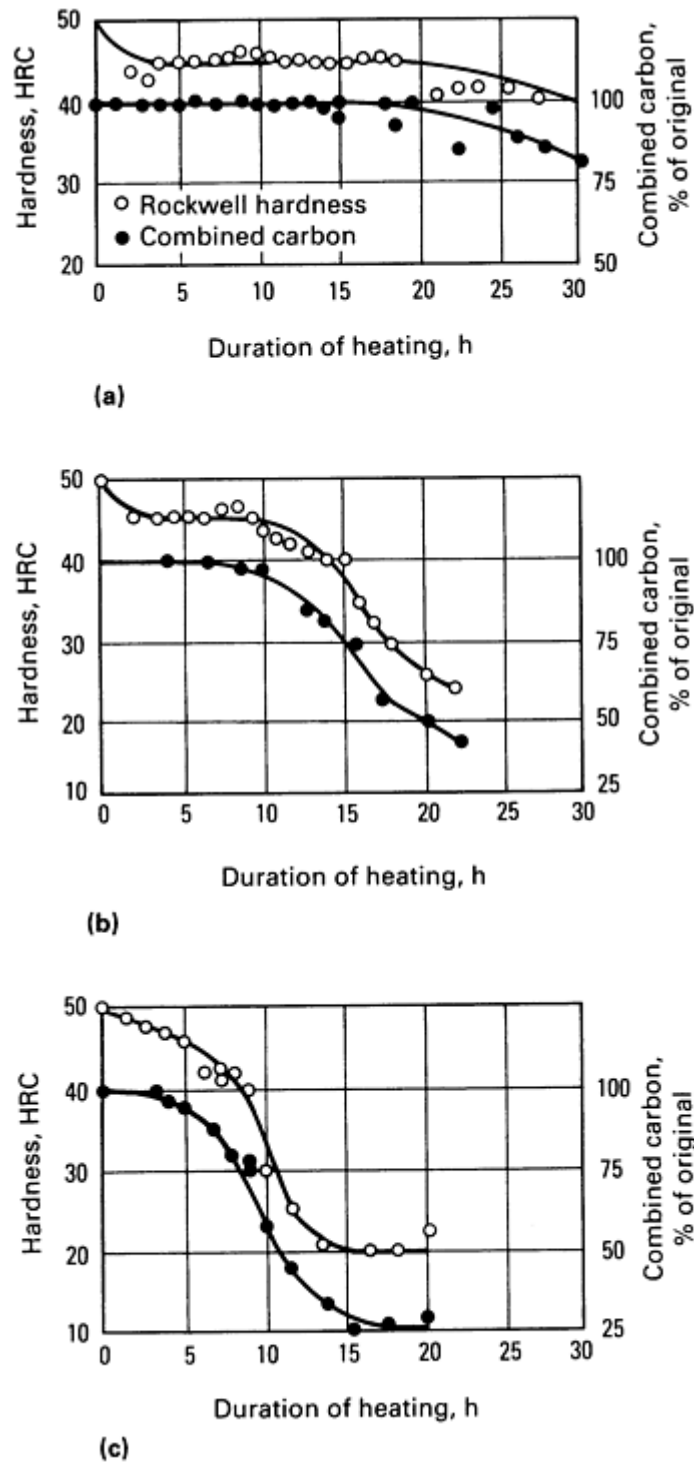 Hardness, HRC
50
40
30
20
100
75
50
Combined carbon,
% of original
Rockwell hardness
Combined carbon
0
5
10
15
20
25
30
Duration of heating, h
(a)
Hardness, HRC
50
40
30
20
10
100
75
50
25
Combined carbon,
% of original
0
5
10
15
20
25
30
Duration of heating, h
(b)
Hardness, HRC
50
40
30
20
10
100
75
50
25
Combined carbon,
% of original
0
5
10
15
20
25
30
Duration of heating, h
(c)